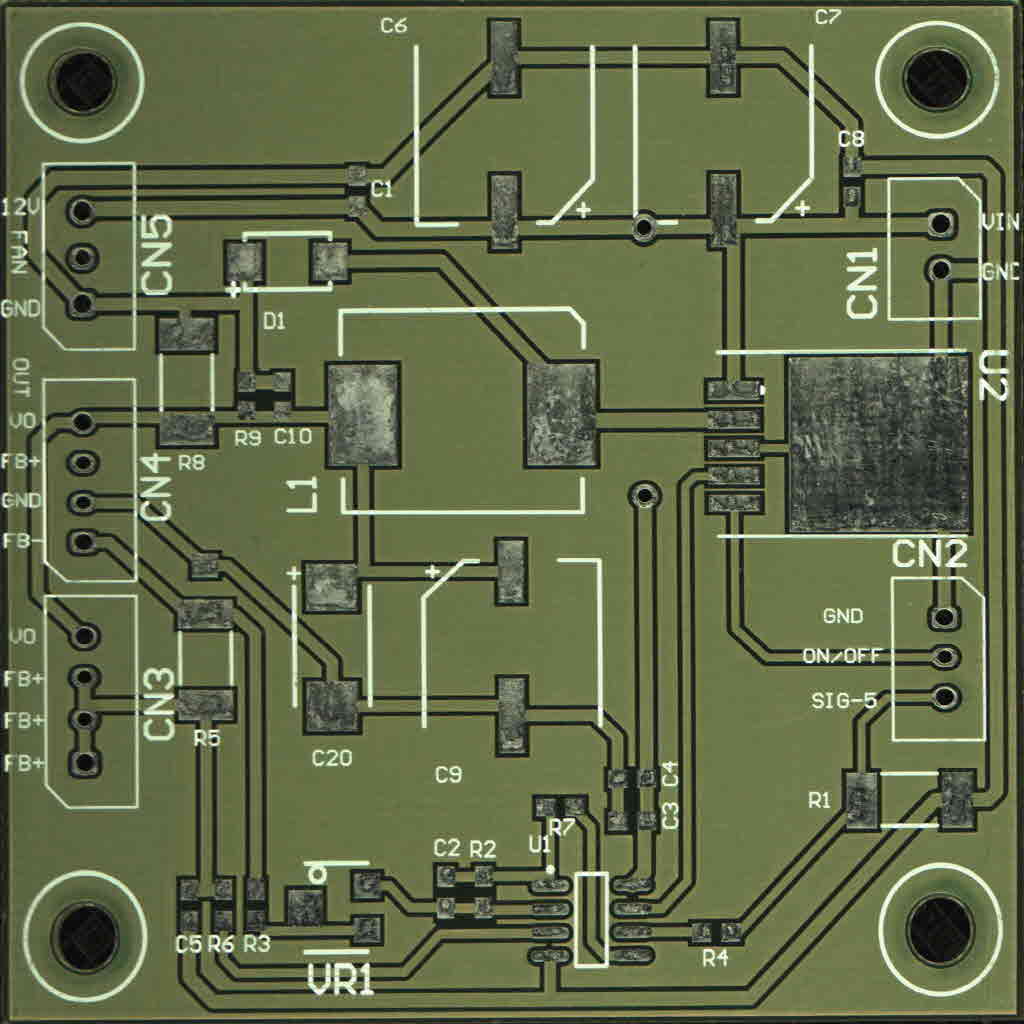 C6
C7
C8
C1
12V
FAN
GND
CN5
VIN
GND
CN1
D1
U2
OUT
VO
FB+
GND
FB-
CN4
R9
C10
R8
L1
CN2
GND
ON/OFF
SIG-5
+
+
+
+
+
VO
FB+
FB+
FB+
CN3
R5
C20
C9
C4
C3
R7
U1
R1
C2
R2
C5
R6
R3
VR1
R4